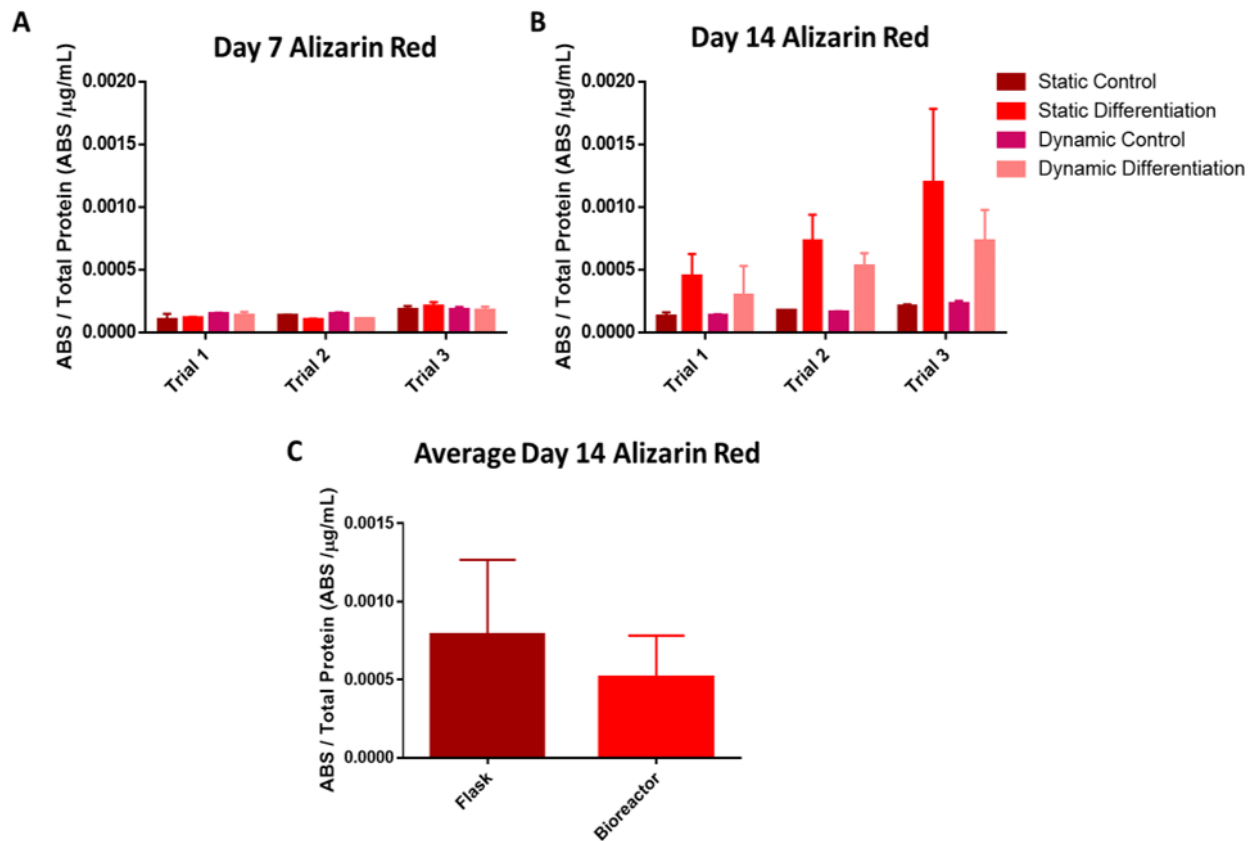 A
Day 7 Alizarin Red
ABS / Total Protein (ABS /μg/mL)
0.0020
0.0015
0.0010
0.0005
0.0000
Trial 1
Trial 2
Trial 3
B
Day 14 Alizarin Red
ABS / Total Protein (ABS /μg/mL)
0.0020
0.0015
0.0010
0.0005
0.0000
Trial 1
Trial 2
Trial 3
Static Control
Static Differentiation
Dynamic Control
Dynamic Differentiation
C
Average Day 14 Alizarin Red
ABS / Total Protein (ABS /μg/mL)
0.0015
0.0010
0.0005
0.0000
Flask
Bioreactor